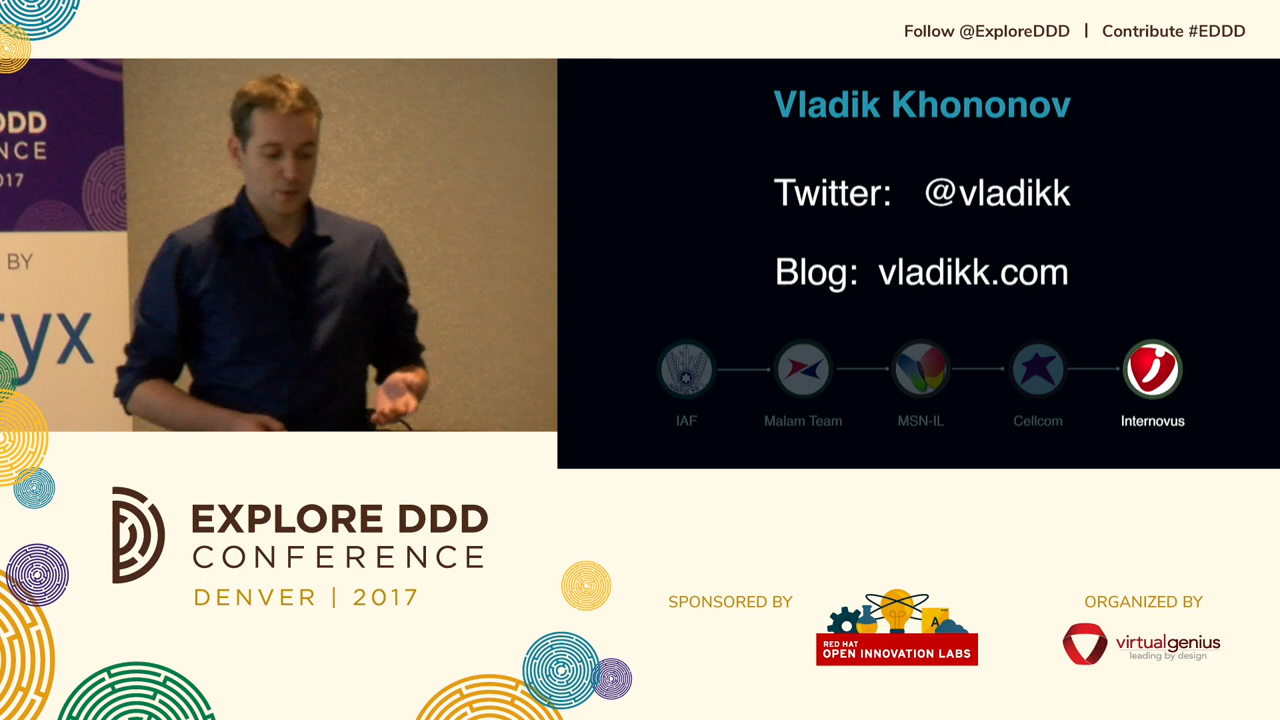 Follow @ExploreDDD | Contribute #EDDD
DDD
NCE
017
BY
yx
Vladik Khononov
Twitter: @vladikk
Blog: vladikk.com
IAF
Malam Team
MSN-IL
Cellcom
Internovus
EXPLORE DDD
CONFERENCE
DENVER | 2017
SPONSORED BY
A
RED HAT
OPEN INNOVATION LABS
ORGANIZED BY
virtualgenius
leading by design